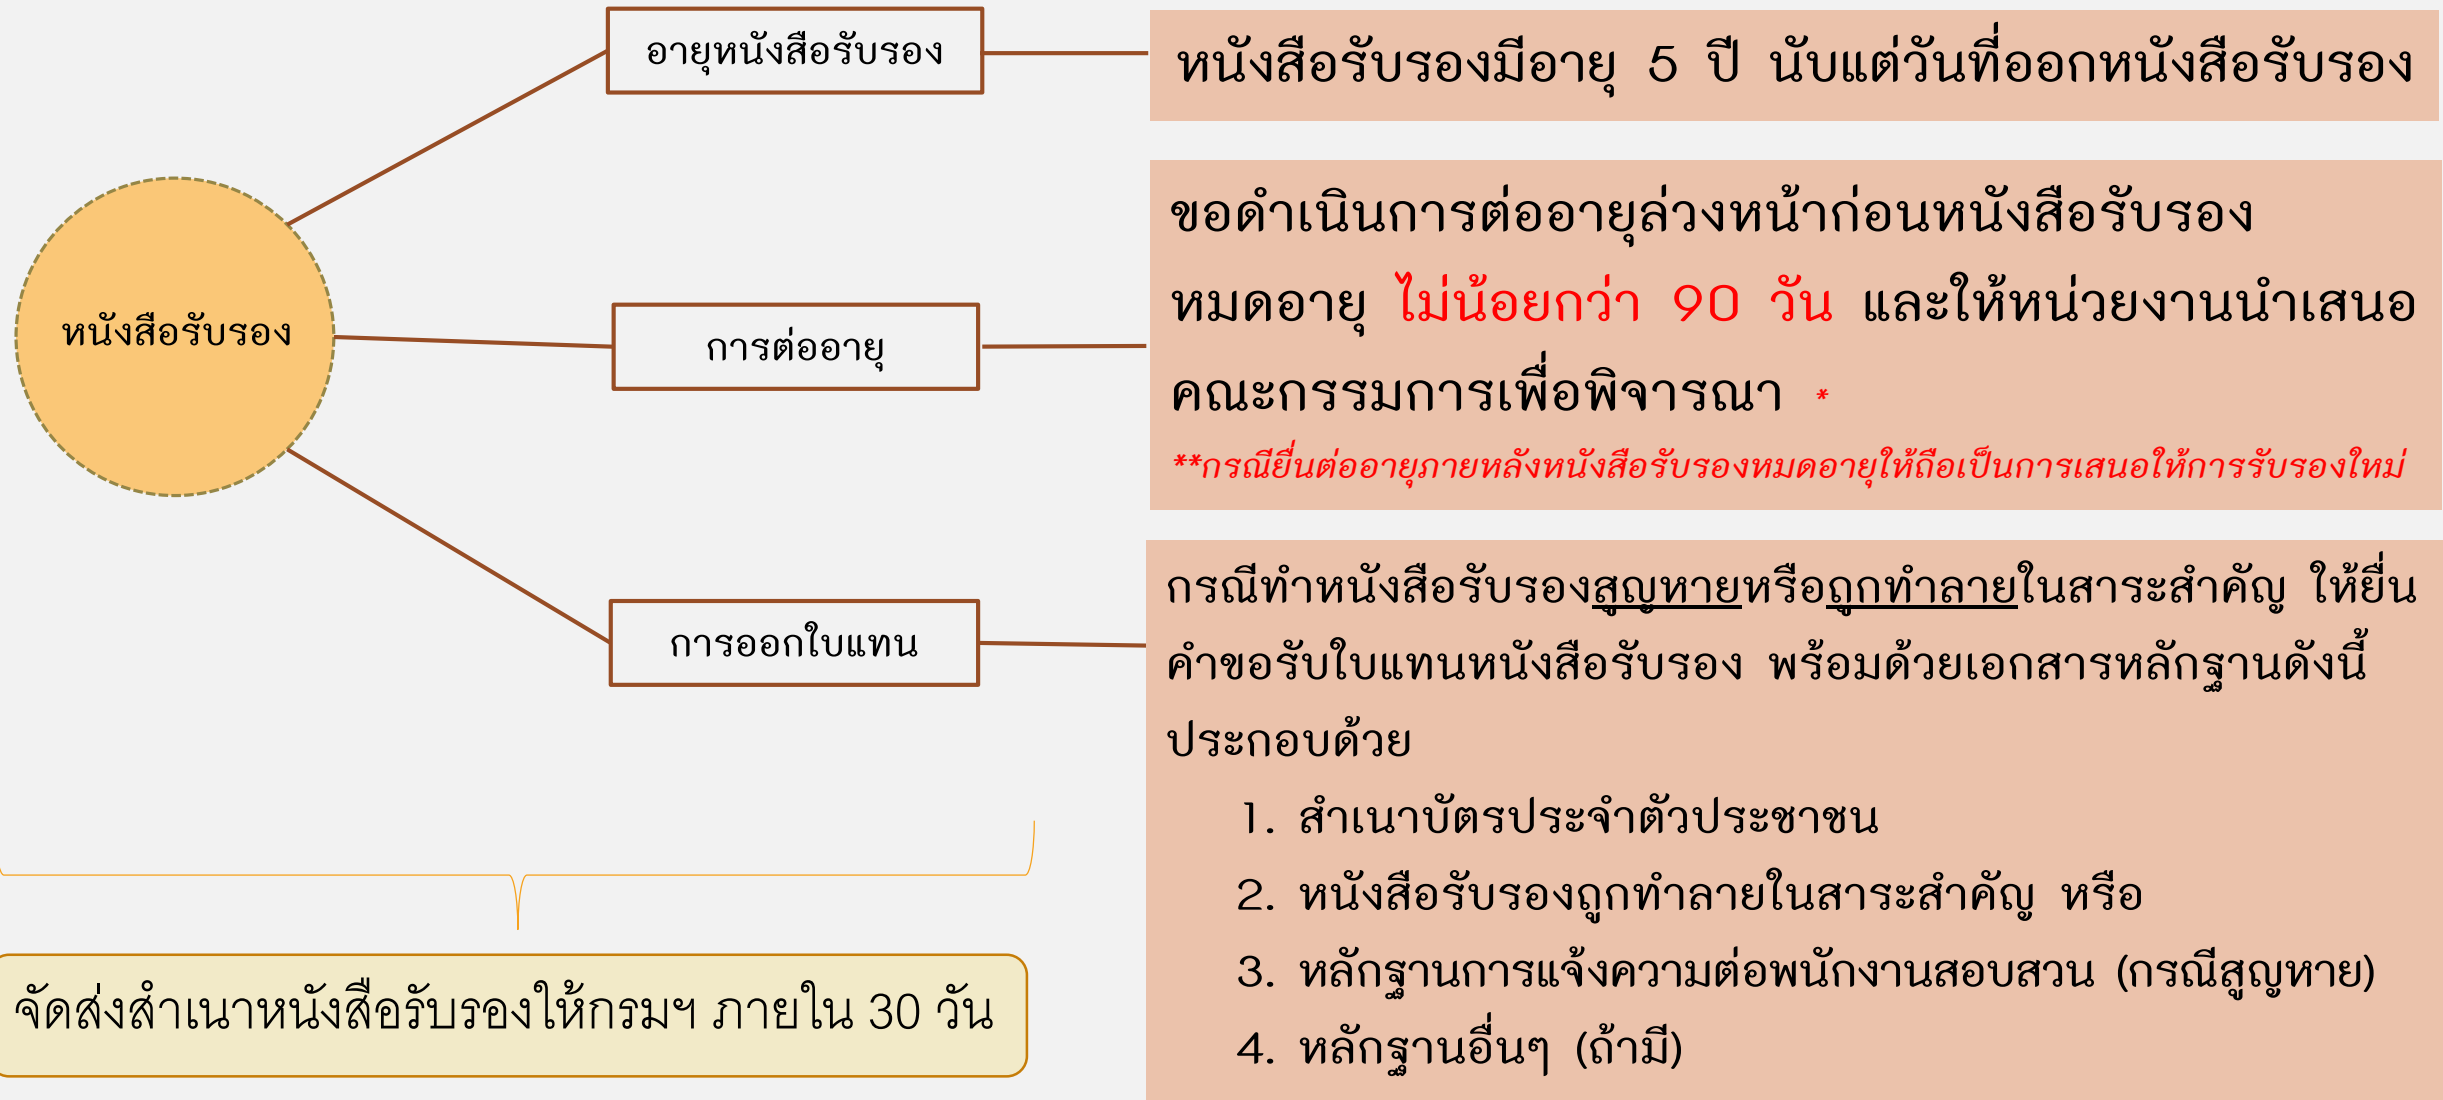 หนังสือรับรอง
อายุหนังสือรับรอง
หนังสือรับรองมีอายุ 5 ปี นับแต่วันที่ออกหนังสือรับรอง
การต่ออายุ
ขอดำเนินการต่ออายุล่วงหน้าก่อนหนังสือรับรอง
หมดอายุ ไม่น้อยกว่า 90 วัน และให้หน่วยงานนำเสนอ
คณะกรรมการเพื่อพิจารณา *
**กรณียื่นต่ออายุภายหลังหนังสือรับรองหมดอายุให้ถือเป็นการเสนอให้การรับรองใหม่
การออกใบแทน
กรณีทำหนังสือรับรองสูญหายหรือถูกทำลายในสาระสำคัญ ให้ยื่น
คำขอรับใบแทนหนังสือรับรอง พร้อมด้วยเอกสารหลักฐานดังนี้
ประกอบด้วย
1. สำเนาบัตรประจำตัวประชาชน
2. หนังสือรับรองถูกทำลายในสาระสำคัญ หรือ
3. หลักฐานการแจ้งความต่อพนักงานสอบสวน (กรณีสูญหาย)
4. หลักฐานอื่นๆ (ถ้ามี)
จัดส่งสำเนาหนังสือรับรองให้กรมฯ ภายใน 30 วัน